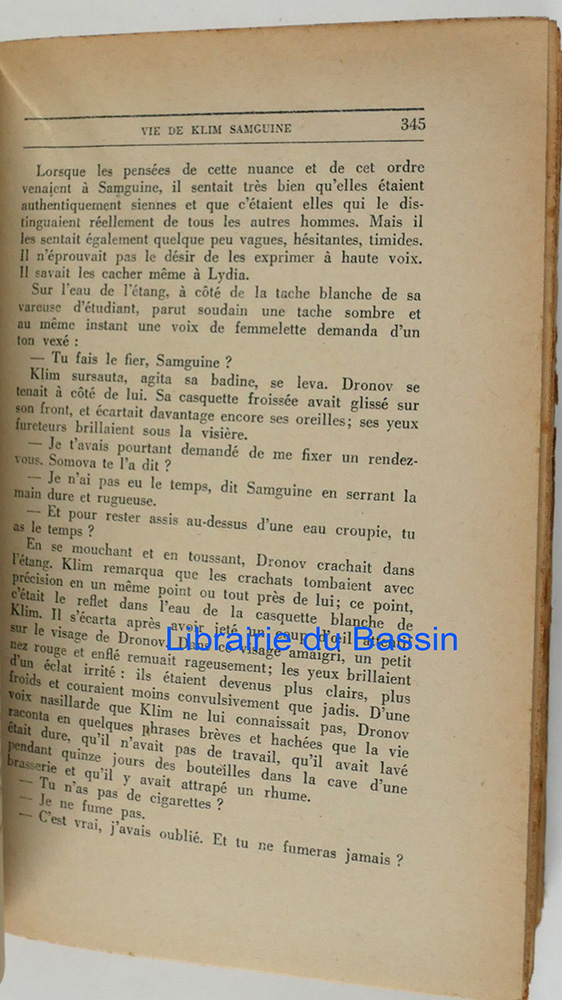 VIE DE KLIM SAMGUINE 345
Lorsque les pensées de cette nuance et de cet ordre
venaient à Samguine, il sentait très bien qu'elles étaient
authentiquement siennes et que c'étaient elles qui le dis-
tinguaient réellement de tous les autres hommes. Mais il
les sentait également quelque peu vagues, hésitantes, timides.
Il n'éprouvait pas le désir de les exprimer à haute voix.
Il savait les cacher même à Lydia.
Sur l'eau de l'étang, à côté de la tache blanche de sa
vareuse d'étudiant, parut soudain une tache sombre et
au même instant une voix de femmelette demanda d'un
ton vexé :
— Tu fais le fier, Samguine ?
Klim sursauta, agita sa badine, se leva. Dronov se
tenait à côté de lui. Sa casquette froissée avait glissé sur
son front, et écartait davantage encore ses oreilles; ses yeux
fureteurs brillaient sous la visière.
— Je t'avais pourtant demandé de me fixer un rendez-
vous. Somova te l'a dit ?
— Je n'ai pas eu le temps, dit Samguine en serrant la
main dure et rugueuse.
— Et pour rester assis au-dessus d'une eau croupie, tu
as le temps ?
En se mouchant et en toussant, Dronov crachait dans
l'étang. Klim remarqua que les crachats tombaient avec
précision en un même point ou tout près de lui; ce point,
c'était le reflet dans l'eau de la casquette blanche de
Klim. Il s'écarta après avoir jeté un coup d'œil attentif
sur le visage de Dronov. Dans ce visage amaigri, un petit
nez rouge et enflé remuait rageusement; les yeux brillaient
d'un éclat irrité : ils étaient devenus plus clairs, plus
froids et couraient moins convulsivement que jadis. D'une
voix nasillarde que Klim ne lui connaissait pas, Dronov
raconta en quelques phrases brèves et hachées que la vie
était dure, qu'il n'avait pas de travail, qu'il avait lavé
pendant quinze jours des bouteilles dans la cave d'une
brasserie et qu'il y avait attrapé un rhume.
— Tu n'as pas de cigarettes ?
— Je ne fume pas.
— C'est vrai, j'avais oublié. Et tu ne fumeras jamais ?
Librairie du Bassin